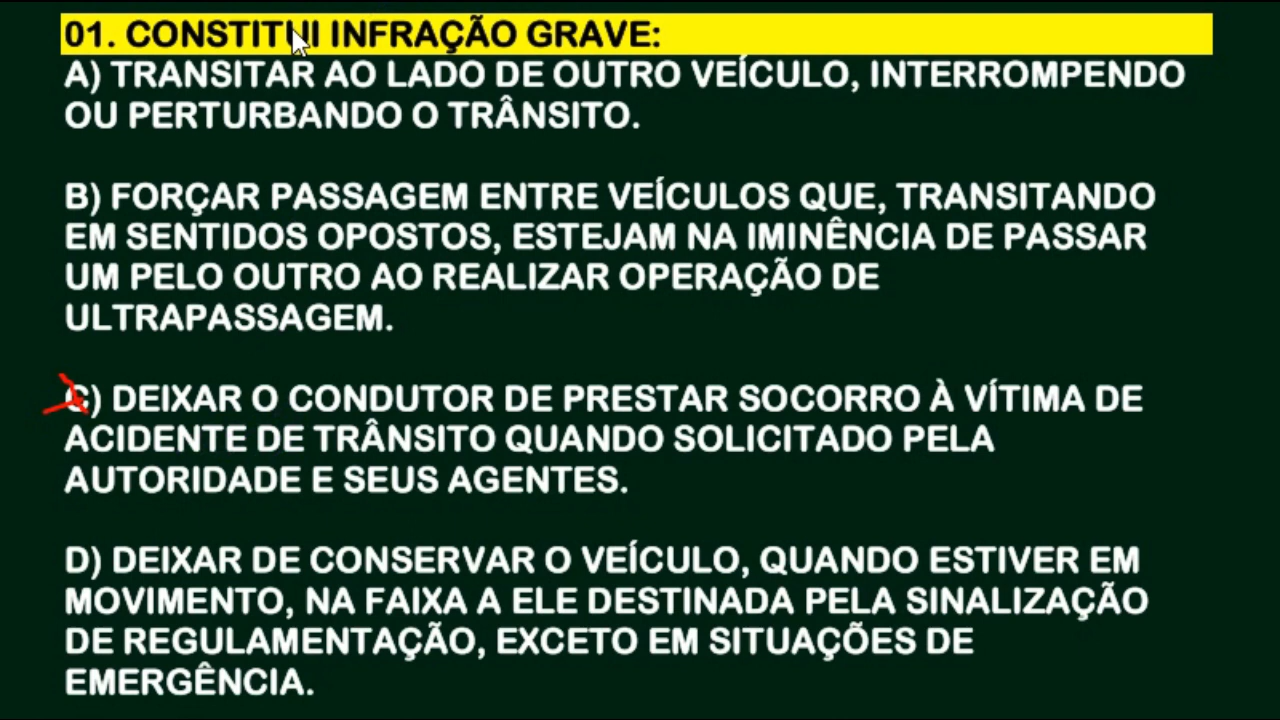 01. CONSTITUI INFRAÇÃO GRAVE:
A) TRANSITAR AO LADO DE OUTRO VEÍCULO, INTERROMPENDO
OU PERTURBANDO O TRÂNSITO.
B) FORÇAR PASSAGEM ENTRE VEÍCULOS QUE, TRANSITANDO
EM SENTIDOS OPOSTOS, ESTEJAM NA IMINÊNCIA DE PASSAR
UM PELO OUTRO AO REALIZAR OPERAÇÃO DE
ULTRAPASSAGEM.
C) DEIXAR O CONDUTOR DE PRESTAR SOCORRO À VÍTIMA DE
ACIDENTE DE TRÂNSITO QUANDO SOLICITADO PELA
AUTORIDADE E SEUS AGENTES.
D) DEIXAR DE CONSERVAR O VEÍCULO, QUANDO ESTIVER EM
MOVIMENTO, NA FAIXA A ELE DESTINADA PELA SINALIZAÇÃO
DE REGULAMENTAÇÃO, EXCETO EM SITUAÇÕES DE
EMERGÊNCIA.